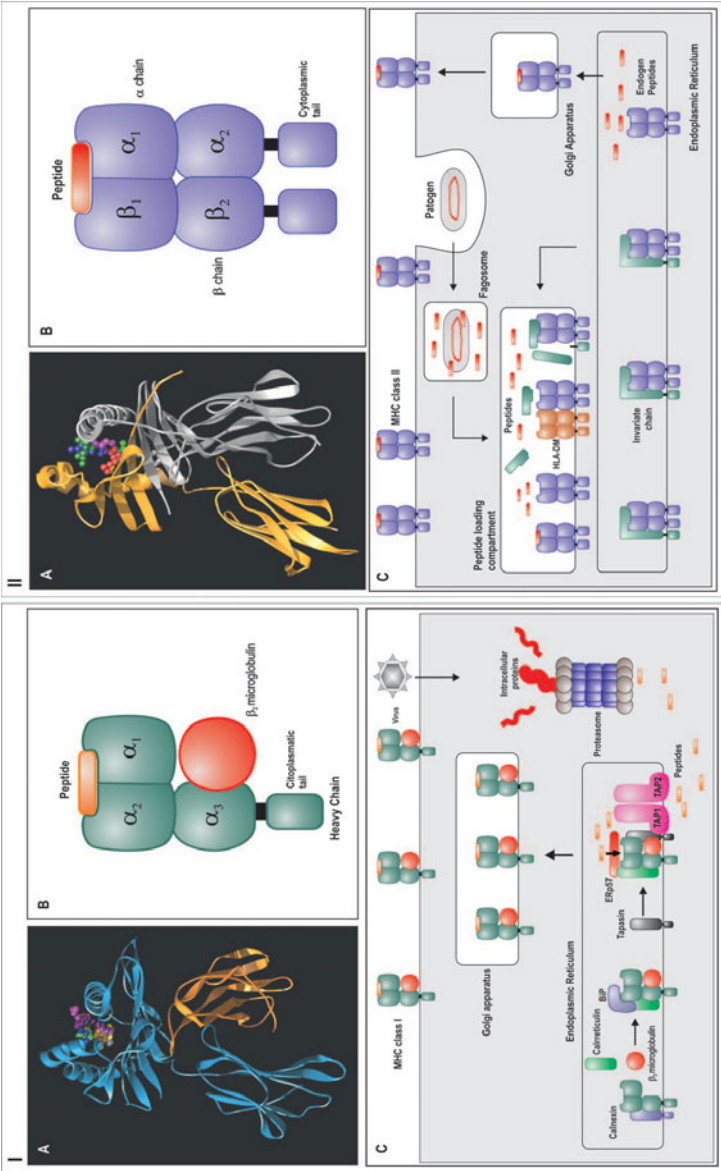 I
A
B
Peptide
α₂
α₁
α₃
β₂ microglobulin
Citoplasmatic
tail
Heavy Chain
C
MHC class I
Virus
Golgi apparatus
Intracellular
proteins
Proteasome
Endoplasmic Reticulum
Calnexin
Calrreticulin
β₂ microglobulin
BiP
Tapasin
ERp57
TAP1
TAP2
Peptides
II
A
B
Peptide
α chain
β₁
α₁
β₂
α₂
β chain
Cytoplasmic
tail
C
MHC class II
Patogen
Fagosome
Golgi Apparatus
Peptide loading
compartment
Peptides
HLA-DM
Endogen
Peptides
Invariate
chain
Endoplasmic Reticulum